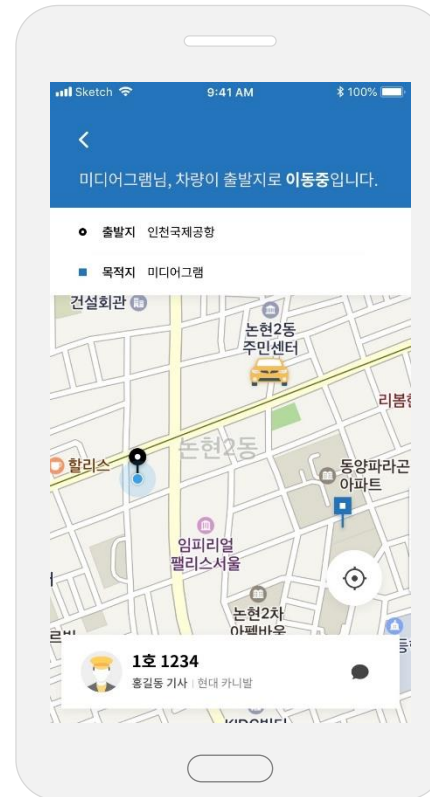 Sketch 9:41 AM 100%
미디어그램님, 차량이 출발지로 이동중입니다.
출발지 인천국제공항
목적지 미디어그램
건설회관
논현2동
주민센터
리봄
할리스
논현2동
동양파라곤
아파트
임피리얼
팰리스서울
논현2차
아펠바움
1호 1234
홍길동 기사 | 현대 카니발